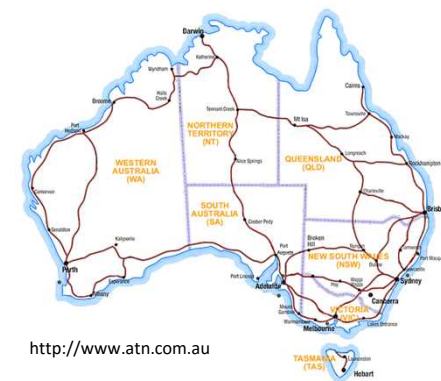 Darwin
Katherine
Wyndham
Halls
Creek
Broome
Port
Hedland
Tennant Creek
Mt Isa
Cairns
Townsville
Mackay
Longreach
Rockhampton
NORTHERN
TERRITORY
(NT)
QUEENSLAND
(QLD)
WESTERN
AUSTRALIA
(WA)
Alice Springs
Charleville
Carnarvon
SOUTH
AUSTRALIA
(SA)
Coober Pedy
Brisb
Geraldton
Kalgoorlie
Broken
Hill
Port
Augusta
NEW SOUTH WALES
(NSW)
Perth
Esperance
Albany
Port Lincoln
Adelaide
Hay
Wagga
Wagga
Sydney
Canberra
Mount
Gambier
VICTORIA
(VIC)
Melbourne
Lakes Entrance
http://www.atn.com.au
TASMANIA
(TAS)
Launceston
Hobart